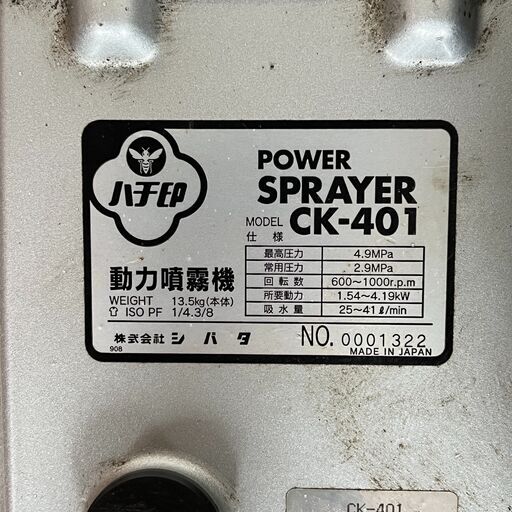 ハチ印
POWER
SPRAYER
MODEL CK-401
仕様
最高圧力 4.9MPa
常用圧力 2.9MPa
回転数 600〜1000r.p.m
所要動力 1.54〜4.19kW
吸水量 25〜41ℓ/min
動力噴霧機
WEIGHT 13.5kg(本体)
ISO PF 1/4.3/8
株式会社 シバタ
908
NO. 0001322
MADE IN JAPAN
CK-401